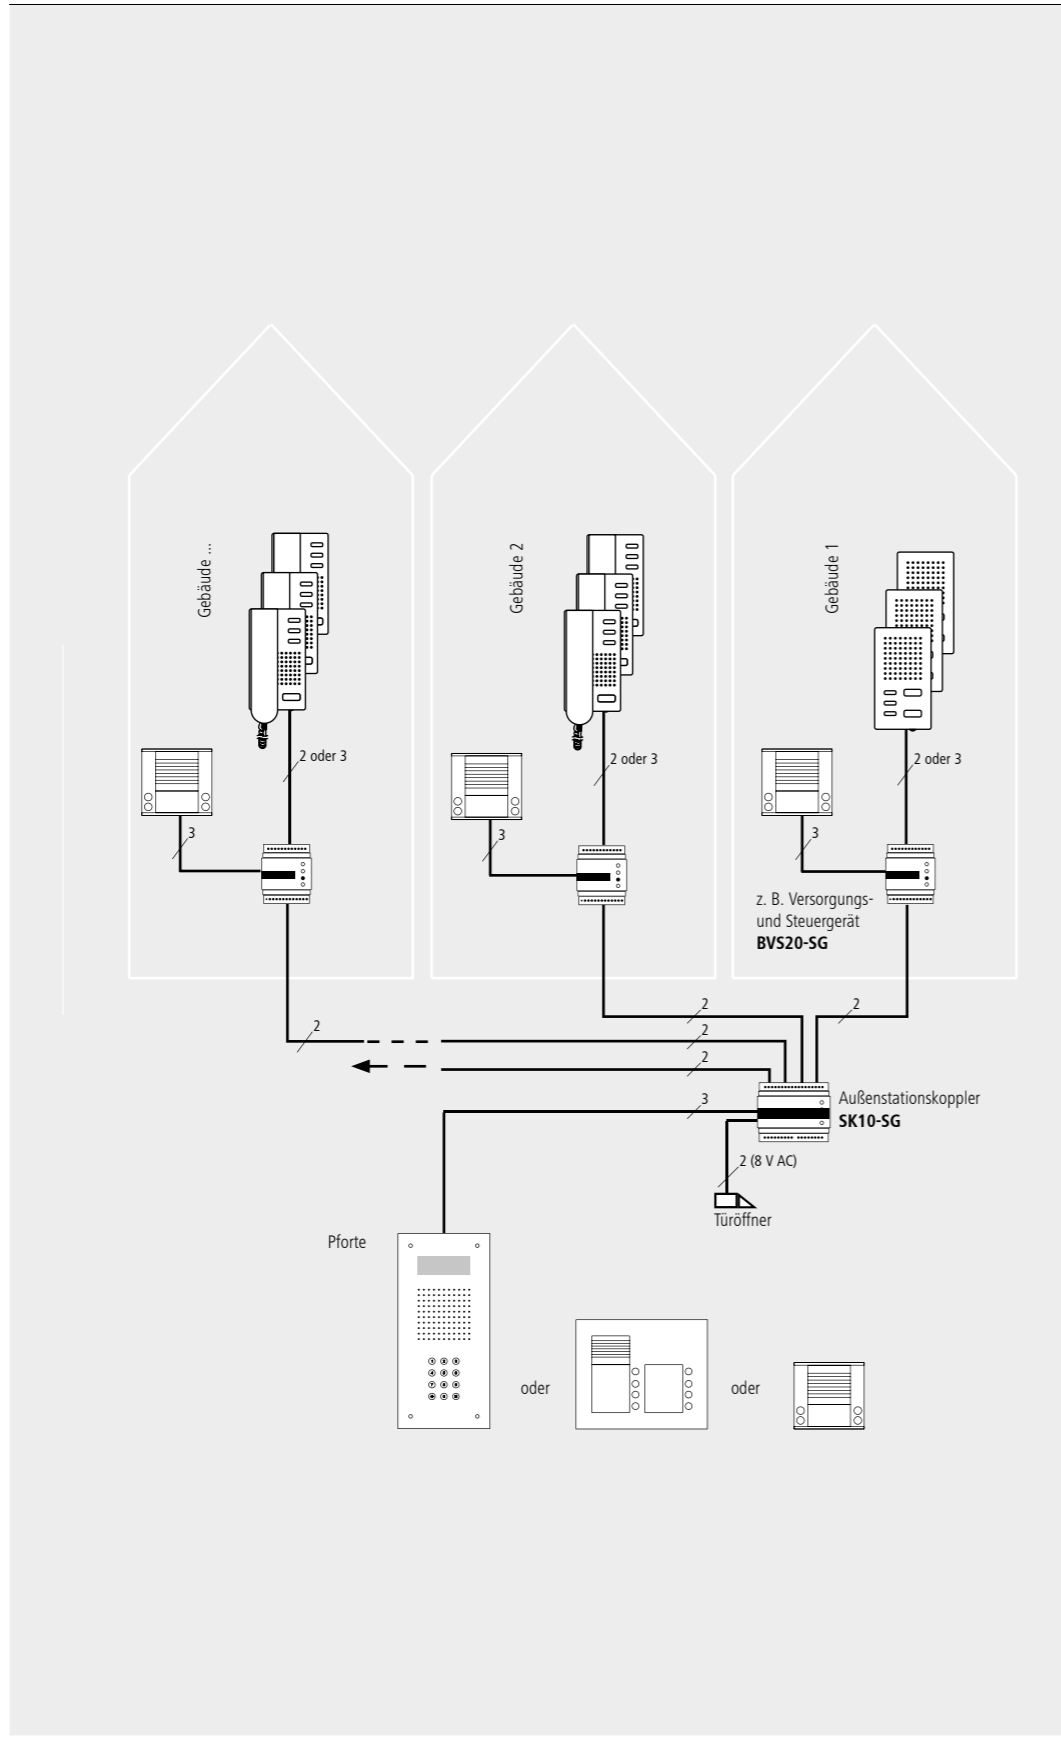 Gebäude ...
Gebäude 2
Gebäude 1
2 oder 3
2 oder 3
2 oder 3
3
3
3
z. B. Versorgungs-
und Steuergerät
BVS20-SG
2
2
2
2
2
3
Außenstationskoppler
SK10-SG
2 (8 V AC)
Türöffner
Pforte
oder
oder